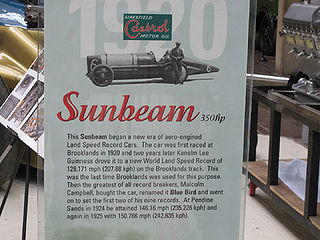 1920
WAKEFIELD
Castrol
MOTOR OIL
Sunbeam 350hp
This Sunbeam began a new era of aero-engined
Land Speed Record Cars. The car was first raced at
Brooklands in 1920 and two years later Kenelm Lee
Guinness drove it to a new World Land Speed Record of
129,171 mph (207.88 kph) on the Brooklands track. This
was the last time Brooklands was used for this purpose.
Then the greatest of all record breakers, Malcolm
Campbell, bought the car, renamed it Blue Bird and went
on to set the first two of his nine records. At Pendine
Sands in 1924 he attained 146.16 mph (235.226 kph) and
again in 1925 with 150.766 mph (242.635 kph).